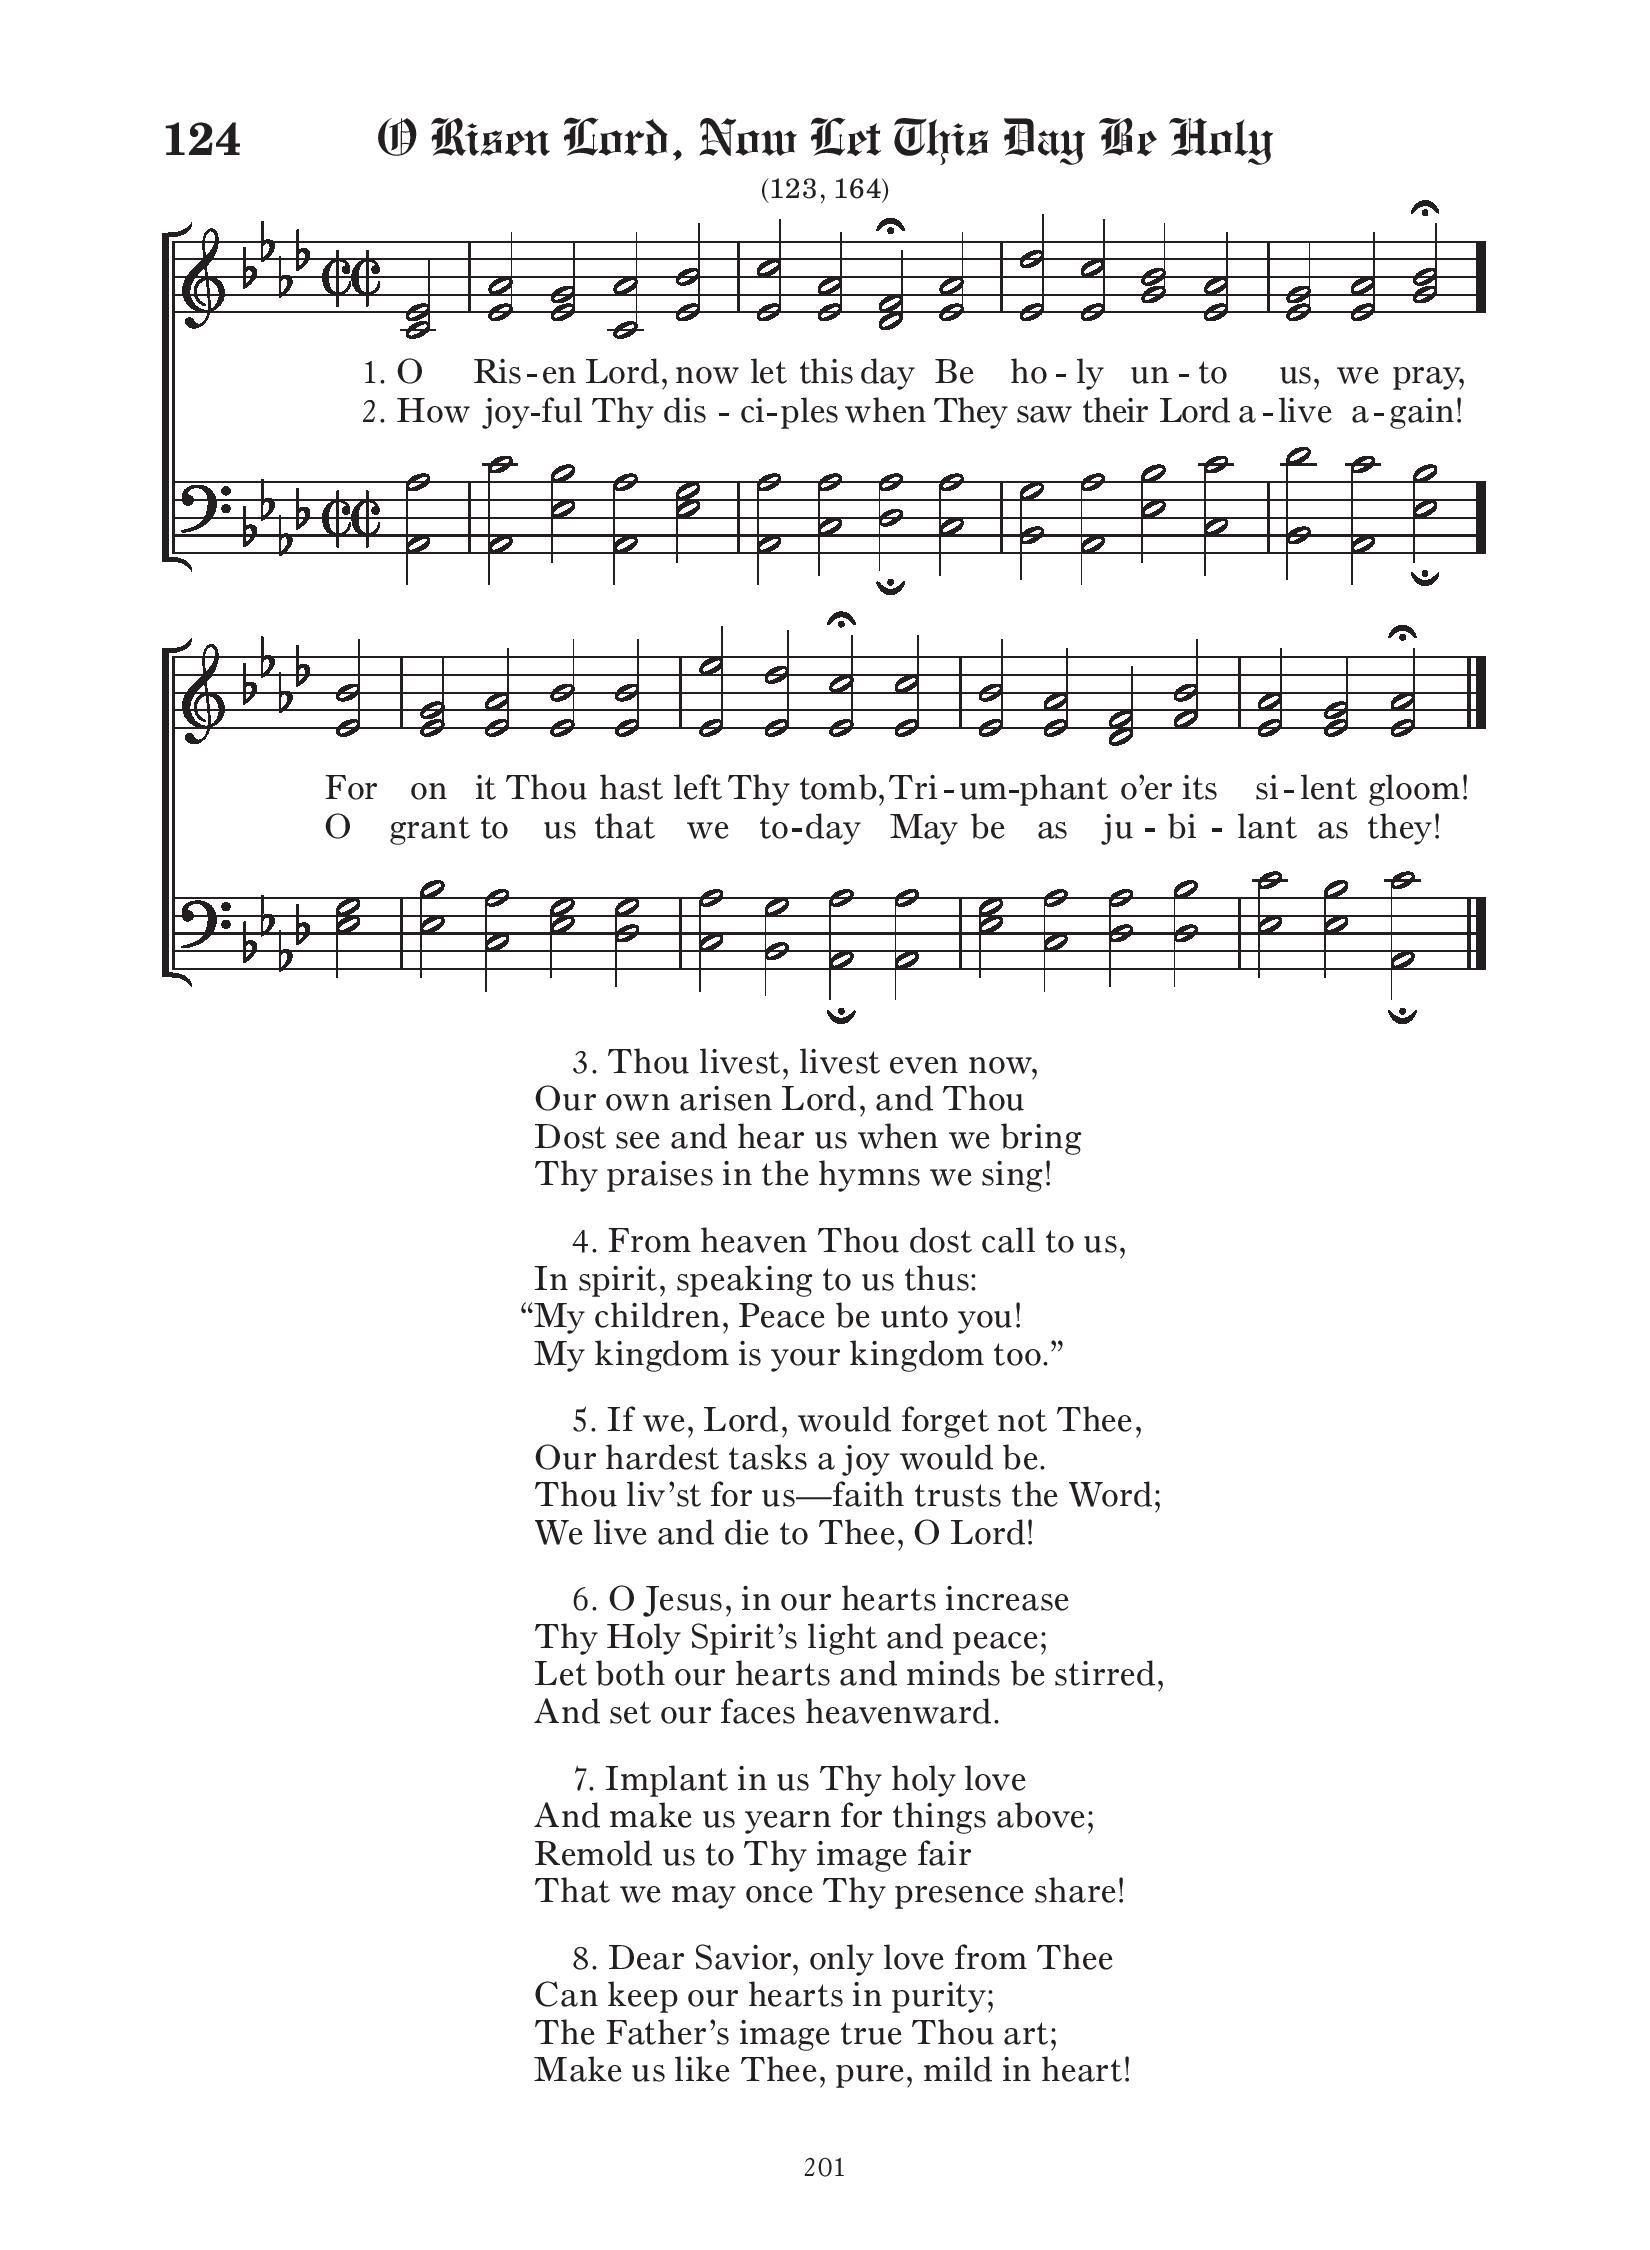 124 O Risen Lord, Now Let This Day Be Holy
(123, 164)
1. O Ris - en Lord, now let this day Be ho - ly un - to us, we pray,
2. How joy - ful Thy dis - ci - ples when They saw their Lord a - live a - gain!
For on it Thou hast left Thy tomb, Tri - um - phant o’er its si - lent gloom!
O grant to us that we to - day May be as ju - bi - lant as they!
3. Thou livest, livest even now,
Our own arisen Lord, and Thou
Dost see and hear us when we bring
Thy praises in the hymns we sing!
4. From heaven Thou dost call to us,
In spirit, speaking to us thus:
“My children, Peace be unto you!
My kingdom is your kingdom too.”
5. If we, Lord, would forget not Thee,
Our hardest tasks a joy would be.
Thou liv’st for us—faith trusts the Word;
We live and die to Thee, O Lord!
6. O Jesus, in our hearts increase
Thy Holy Spirit’s light and peace;
Let both our hearts and minds be stirred,
And set our faces heavenward.
7. Implant in us Thy holy love
And make us yearn for things above;
Remold us to Thy image fair
That we may once Thy presence share!
8. Dear Savior, only love from Thee
Can keep our hearts in purity;
The Father’s image true Thou art;
Make us like Thee, pure, mild in heart!
201